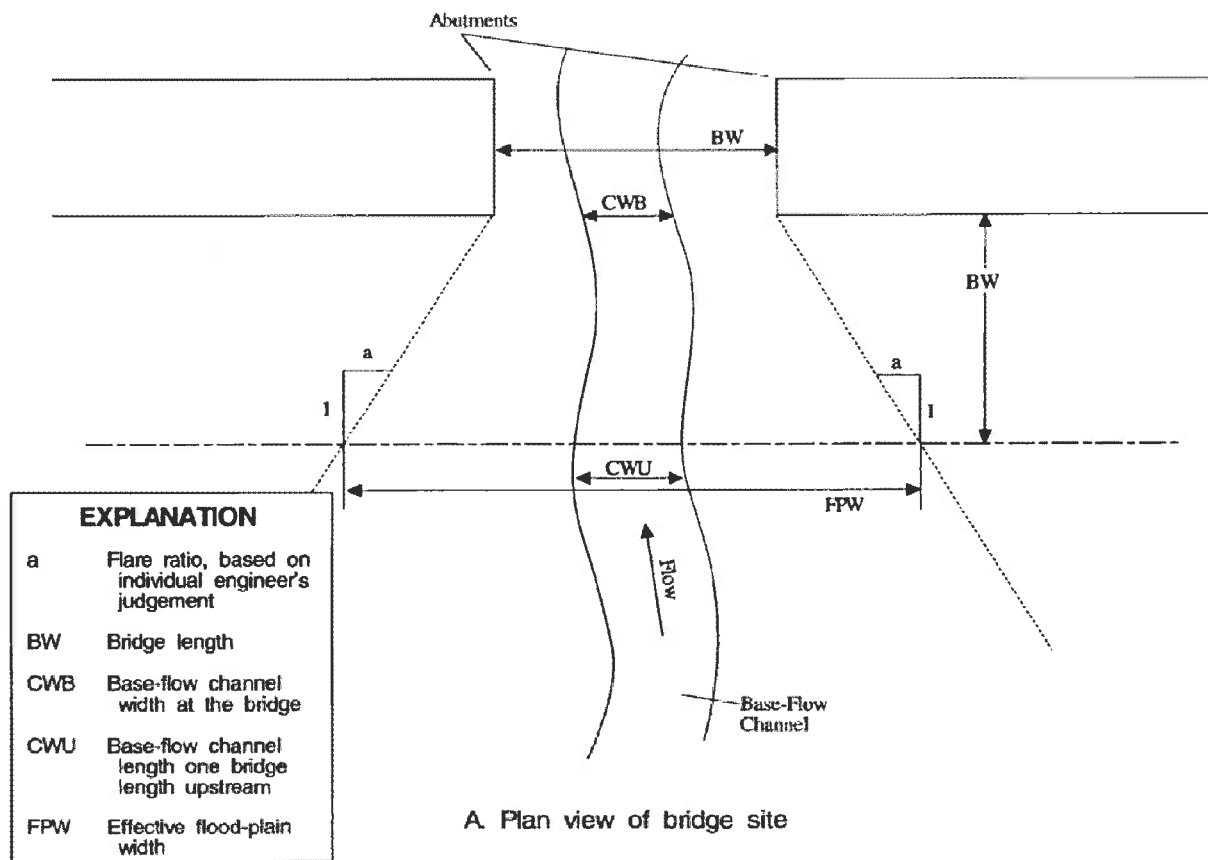 Abutments
BW
CWB
BW
a
a
1
1
CWU
FPW
Flow
Base-Flow
Channel
EXPLANATION
a Flare ratio, based on
individual engineer's
judgement
BW Bridge length
CWB Base-flow channel
width at the bridge
CWU Base-flow channel
length one bridge
length upstream
FPW Effective flood-plain
width
A. Plan view of bridge site